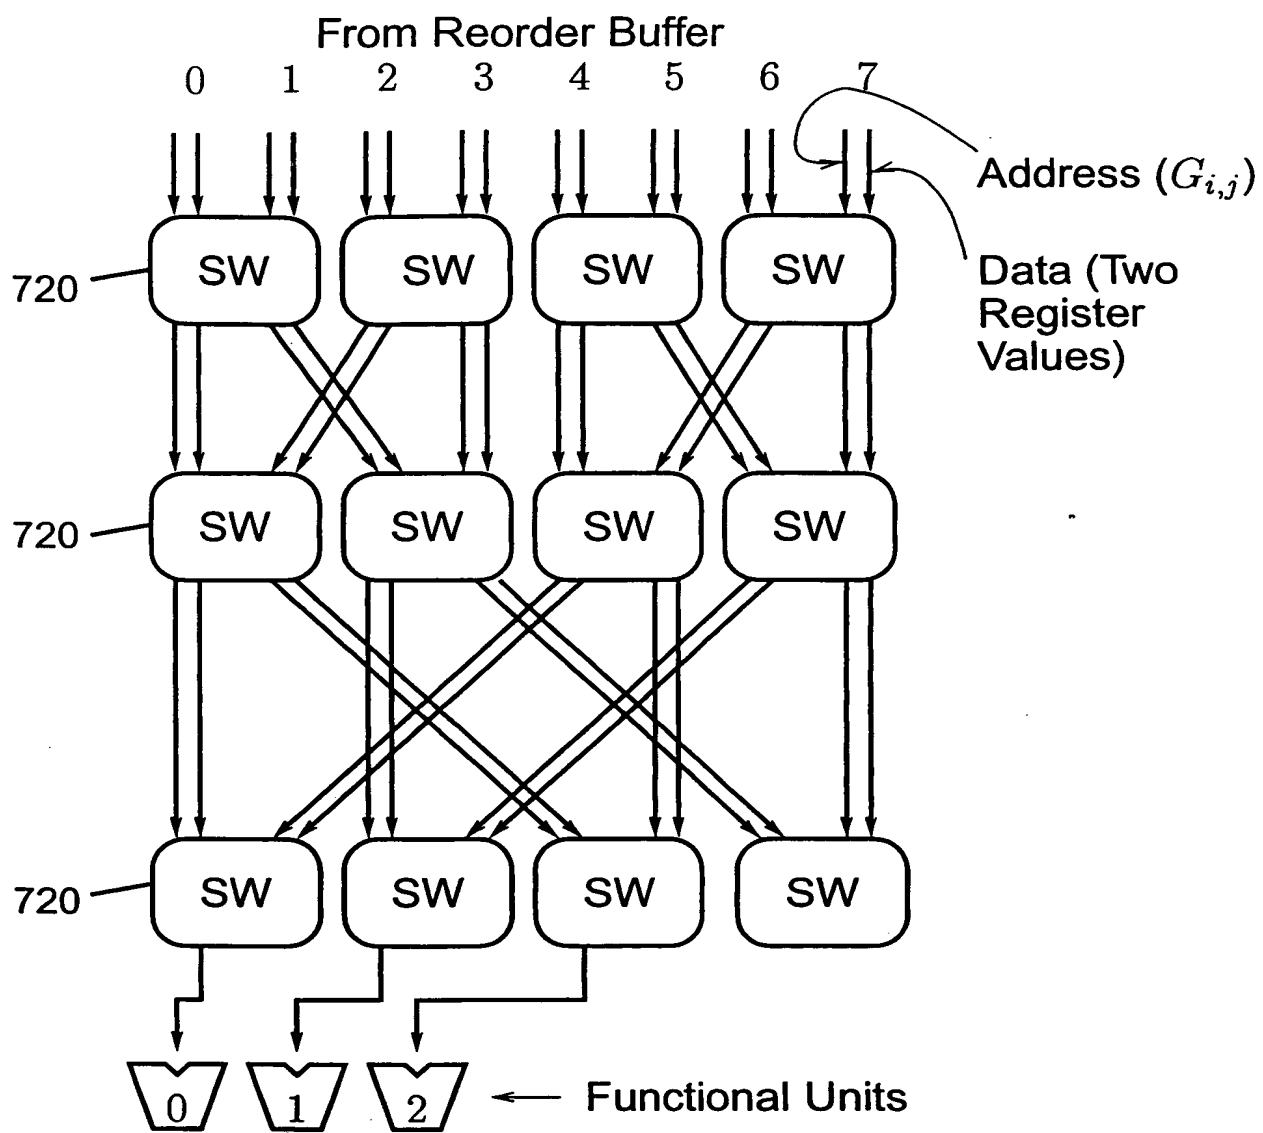 From Reorder Buffer
0 1 2 3 4 5 6 7
Address (G_{i,j})
SW SW SW SW
720
Data (Two
Register
Values)
SW SW SW SW
720
SW SW SW SW
720
0 1 2
Functional Units